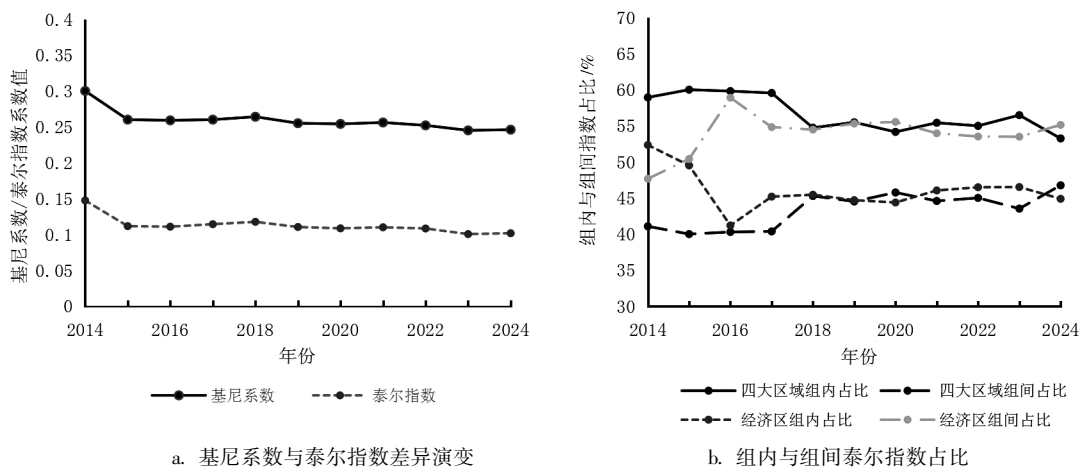 基尼系数/泰尔指数系数值
0.4
0.35
0.3
0.25
0.2
0.15
0.1
0.05
0
2014 2016 2018 2020 2022 2024
年份
基尼系数 泰尔指数
a. 基尼系数与泰尔指数差异演变
组内与组间指数占比/%
70
65
60
55
50
45
40
35
30
2014 2016 2018 2020 2022 2024
年份
四大区域组内占比 四大区域组间占比
经济区组内占比 经济区组间占比
b. 组内与组间泰尔指数占比